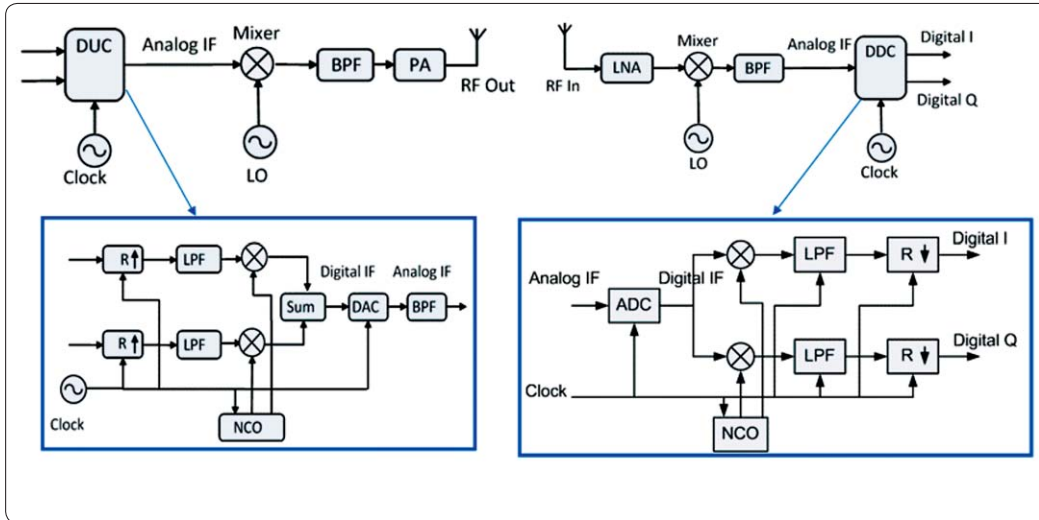 DUC
Analog IF
Mixer
BPF
PA
RF Out
Clock
LO
RF In
LNA
Mixer
BPF
Analog IF
DDC
Digital I
Digital Q
LO
Clock
R
LPF
Digital IF
Analog IF
Sum
DAC
BPF
R
LPF
Clock
NCO
Analog IF
ADC
Digital IF
LPF
R
Digital I
LPF
R
Digital Q
Clock
NCO